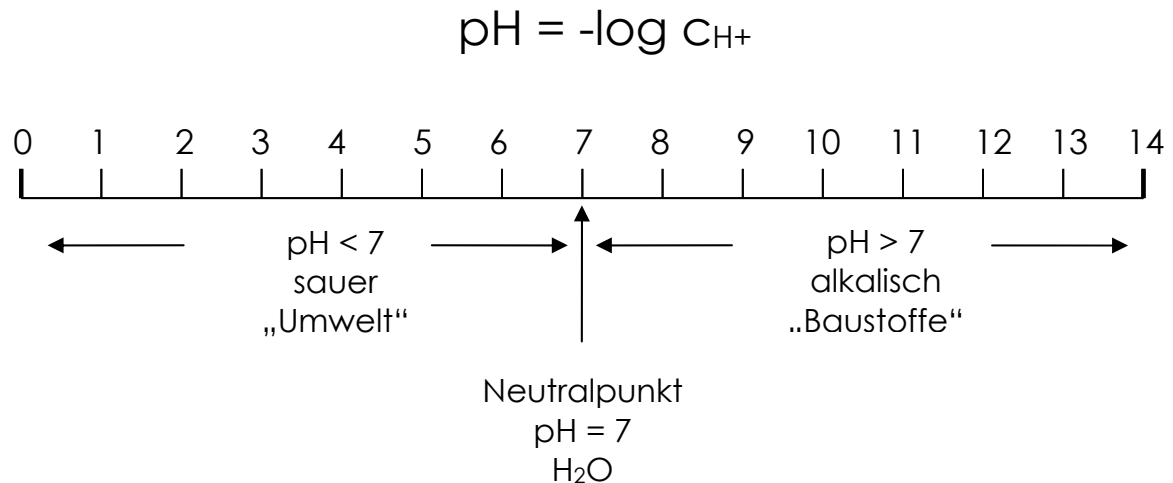 pH = -log cH+
0 1 2 3 4 5 6 7 8 9 10 11 12 13 14
pH < 7
sauer
„Umwelt“
pH > 7
alkalisch
„Baustoffe“
Neutralpunkt
pH = 7
H₂O